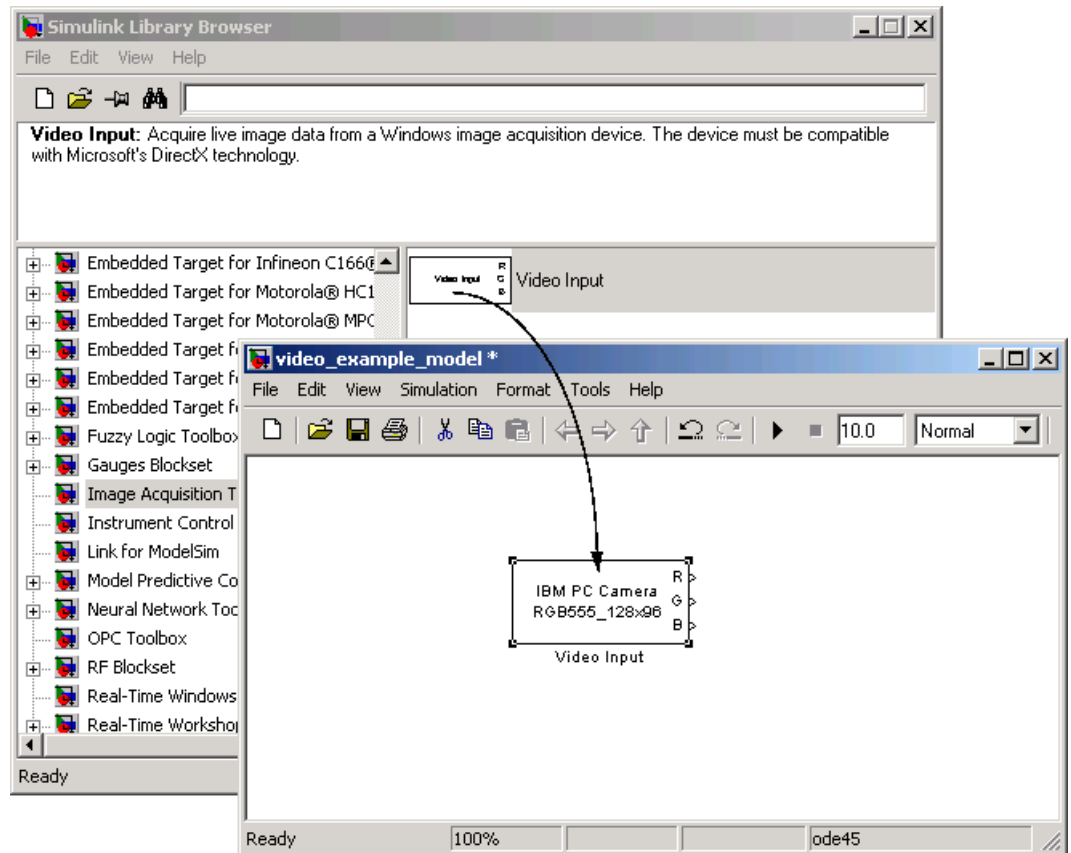 Simulink Library Browser
File Edit View Help
Video Input: Acquire live image data from a Windows image acquisition device. The device must be compatible
with Microsoft's DirectX technology.
Embedded Target for Infineon C166®
Embedded Target for Motorola® HC1
Embedded Target for Motorola® MPC
Embedded Target f
Embedded Target f
Embedded Target f
Fuzzy Logic Toolbox
Gauges Blockset
Image Acquisition T
Instrument Control
Link for ModelSim
Model Predictive Co
Neural Network Too
OPC Toolbox
RF Blockset
Real-Time Windows
Real-Time Workshop
Ready
Video Input
R
G
B
Video Input
video_example_model *
File Edit View Simulation Format Tools Help
10.0 Normal
IBM PC Camera
RGB555_128x96
R
G
B
Video Input
Ready 100% ode45